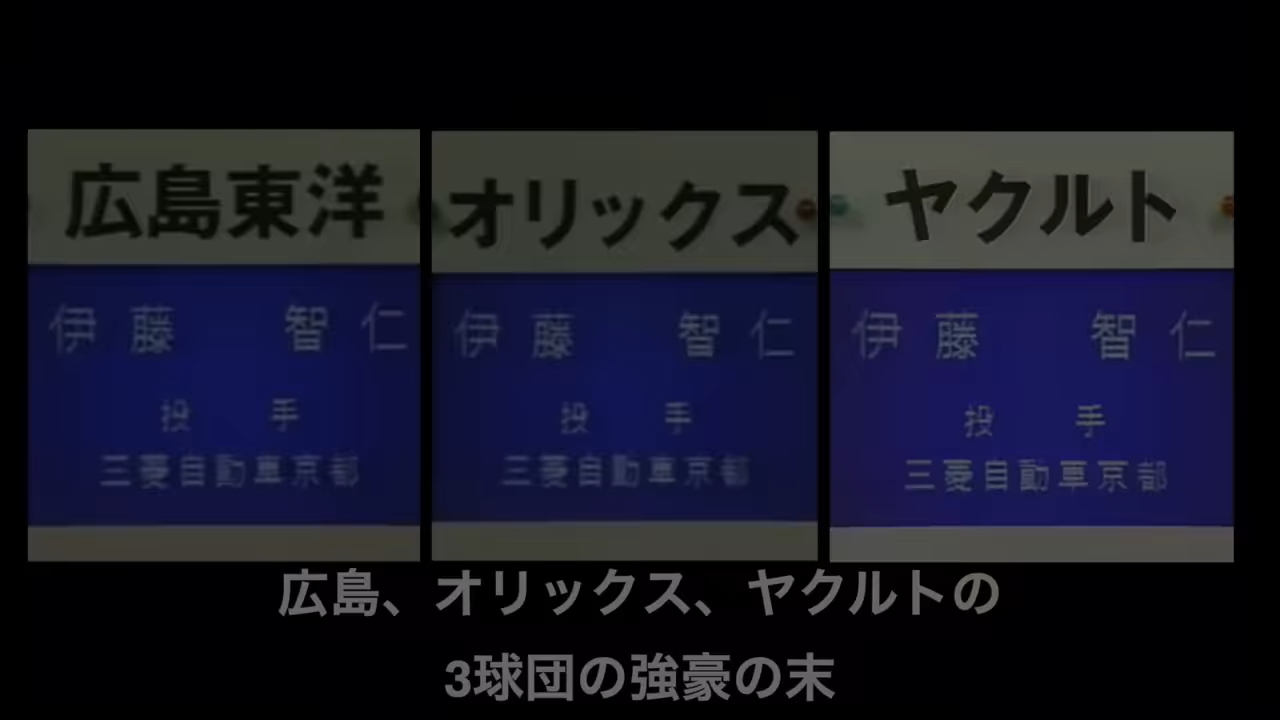 広島東洋
伊藤 智仁
投手
三菱自動車京都
オリックス
伊藤 智仁
投手
三菱自動車京都
ヤクルト
伊藤 智仁
投手
三菱自動車京都
広島、オリックス、ヤクルトの
3球団の強豪の末